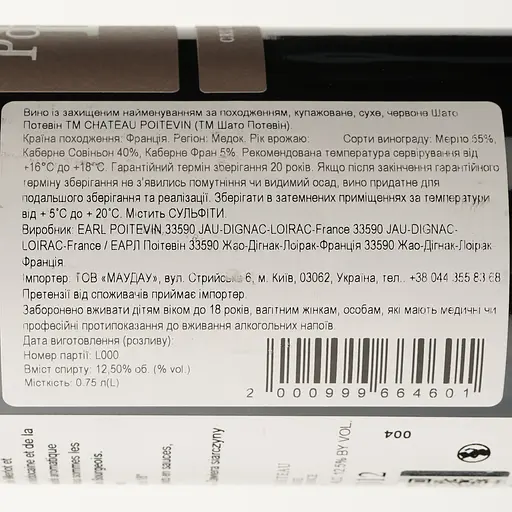 Вино із захищеним найменуванням за походженням, купажоване, сухе, червоне Шато
Потевін ТМ CHATEAU POITEVIN (ТМ Шато Потевін).
Країна походження: Франція. Регіон: Медок. Рік врожаю: Сорти винограду: Мерло 55%,
Каберне Совіньон 40%, Каберне Фран 5%. Рекомендована температура сервірування від
+16°С до +18°С. Гарантійний термін зберігання 20 років. Якщо після закінчення гарантійного
терміну зберігання не з'явились помутніння чи видимий осад, вино придатне для
подальшого зберігання та реалізації. Зберігати в затемнених приміщеннях за температури
від + 5°С до + 20°С. Містить СУЛЬФІТИ.
Виробник: EARL POITEVIN 33590 JAU-DIGNAC-LOIRAC-France 33590 JAU-DIGNAC-
LOIRAC-France / ЕАРЛ Поітевін 33590 Жао-Дігнак-Лоірак-Франція 33590 Жао-Дігнак-Лоірак-
Франція
Імпортер: ТОВ «МАУДАУ», вул. Стрийська 6, м. Київ, 03062, Україна, тел.. +38 044 355 83 68
Претензії від споживачів приймає імпортер.
Заборонено вживати дітям віком до 18 років, вагітним жінкам, особам, які мають медичні чи
професійні протипоказання до вживання алкогольних напоїв.
Дата виготовлення (розливу):
Номер партії: L000
Вміст спирту: 12,50% об. (% vol.)
Місткість: 0.75 л(L)
2 000999 664601
004